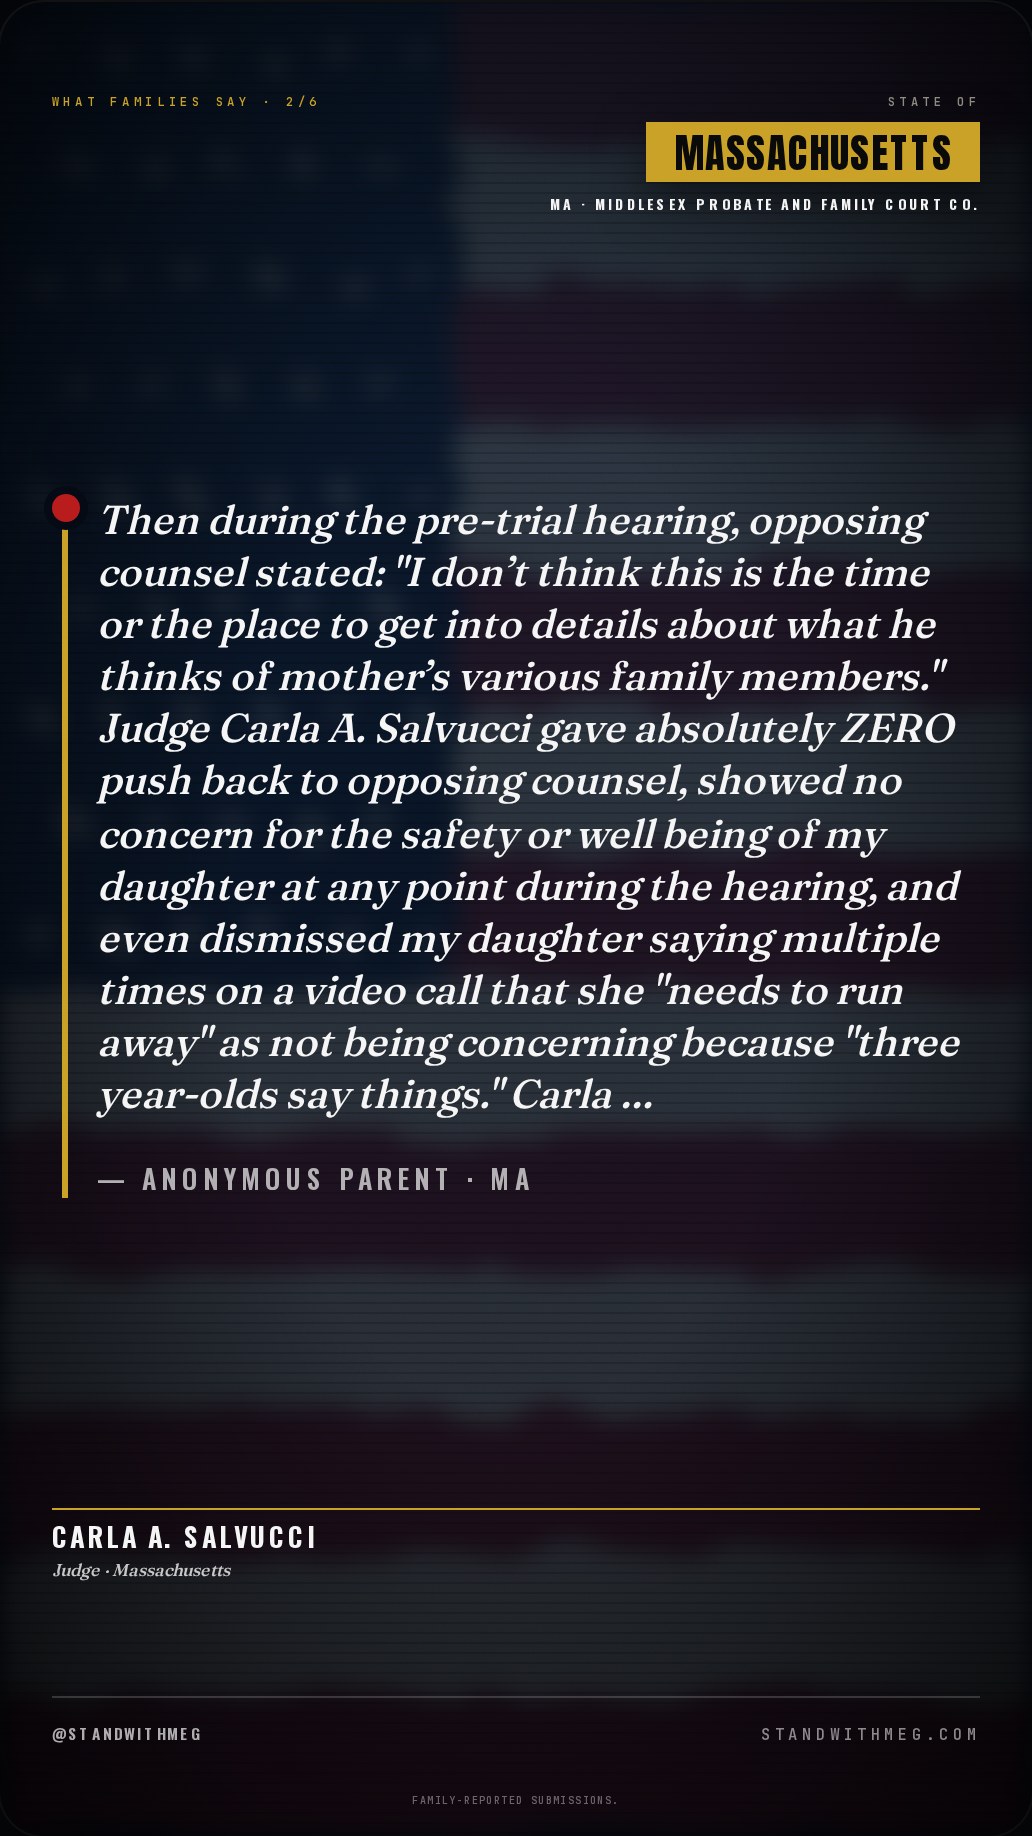 WHAT FAMILIES SAY · 2/6
STATE OF
MASSACHUSETTS
MA · MIDDLESEX PROBATE AND FAMILY COURT CO.
Then during the pre-trial hearing, opposing
counsel stated: "I don’t think this is the time
or the place to get into details about what he
thinks of mother’s various family members."
Judge Carla A. Salvucci gave absolutely ZERO
push back to opposing counsel, showed no
concern for the safety or well being of my
daughter at any point during the hearing, and
even dismissed my daughter saying multiple
times on a video call that she "needs to run
away" as not being concerning because "three
year-olds say things." Carla ...
— ANONYMOUS PARENT · MA
CARLA A. SALVUCCI
Judge · Massachusetts
@STANDWITHMEG
STANDWITHMEG.COM
FAMILY-REPORTED SUBMISSIONS.